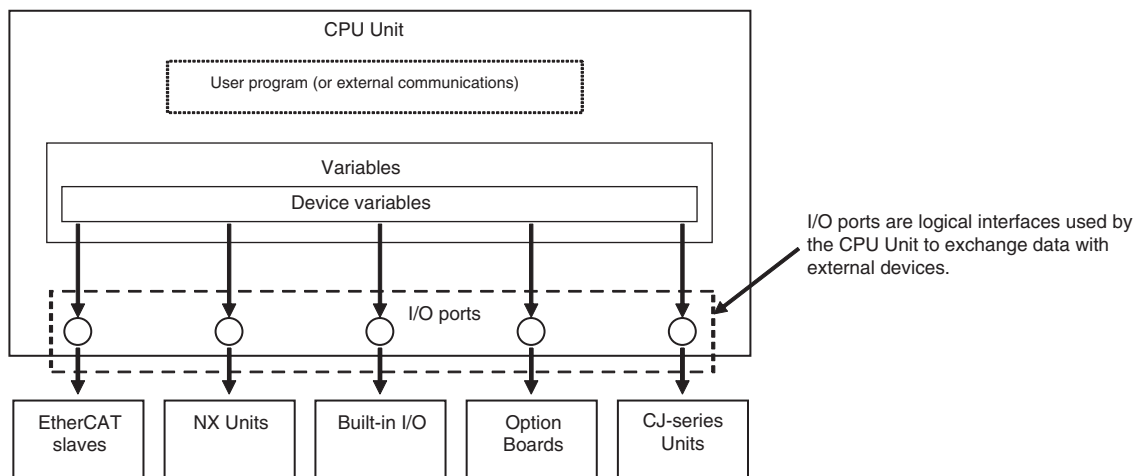 CPU Unit
User program (or external communications)
Variables
Device variables
I/O ports are logical interfaces used by
the CPU Unit to exchange data with
external devices.
I/O ports
EtherCAT
slaves
NX Units
Built-in I/O
Option
Boards
CJ-series
Units